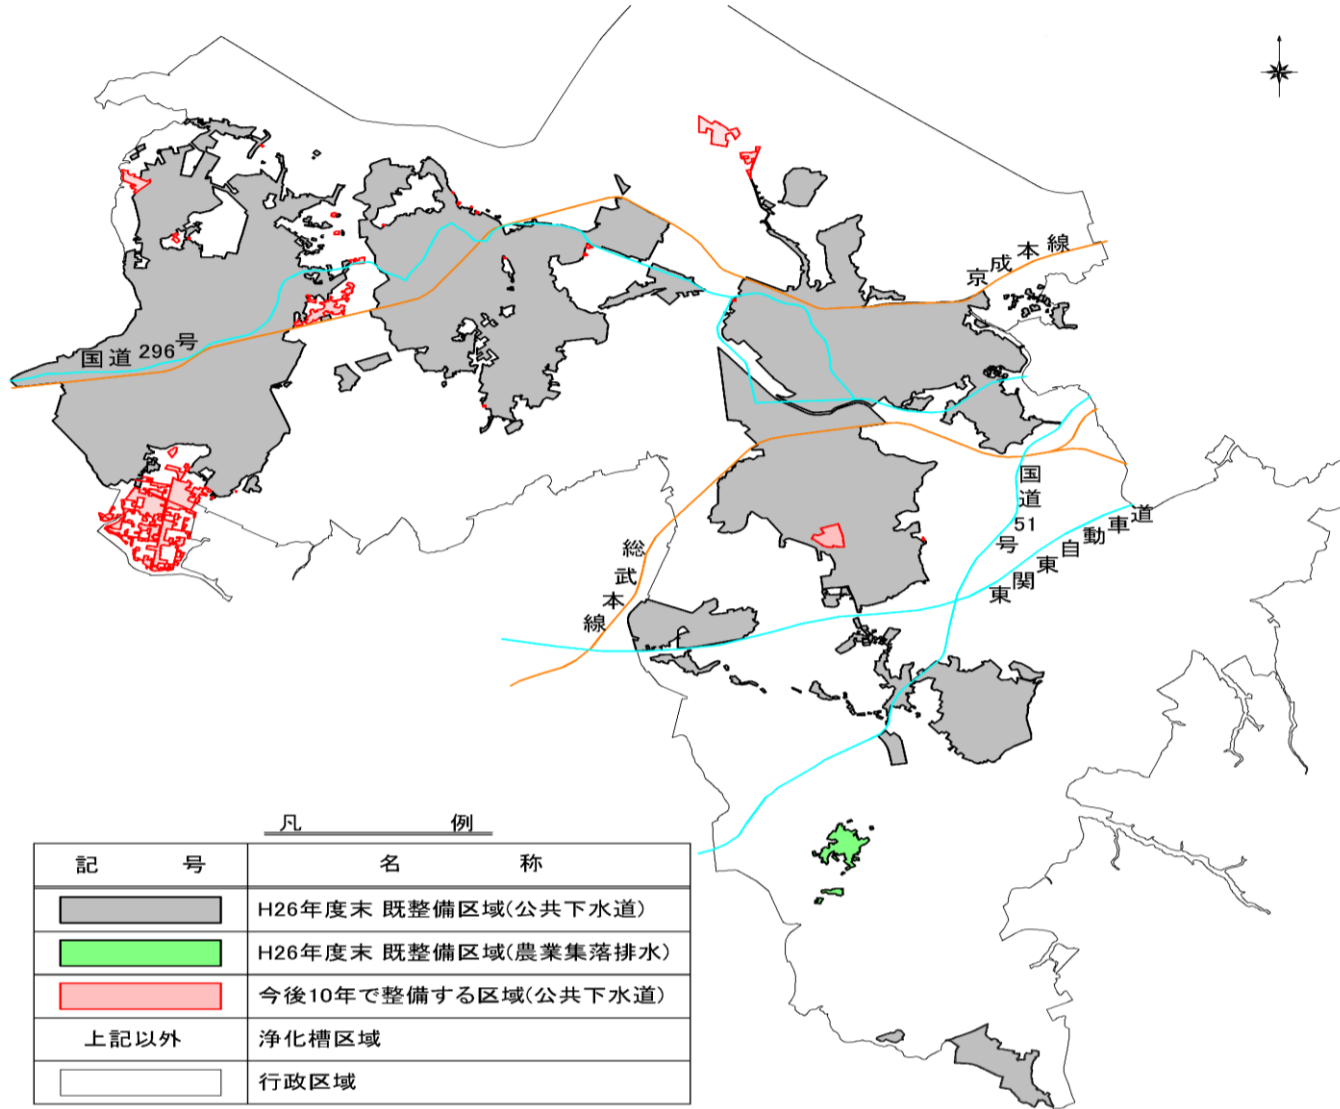 京成本線
国道296号
国道51号
東関東自動車道
総武本線
凡例
記号 名称
H26年度末 既整備区域(公共下水道)
H26年度末 既整備区域(農業集落排水)
今後10年で整備する区域(公共下水道)
上記以外 浄化槽区域
行政区域